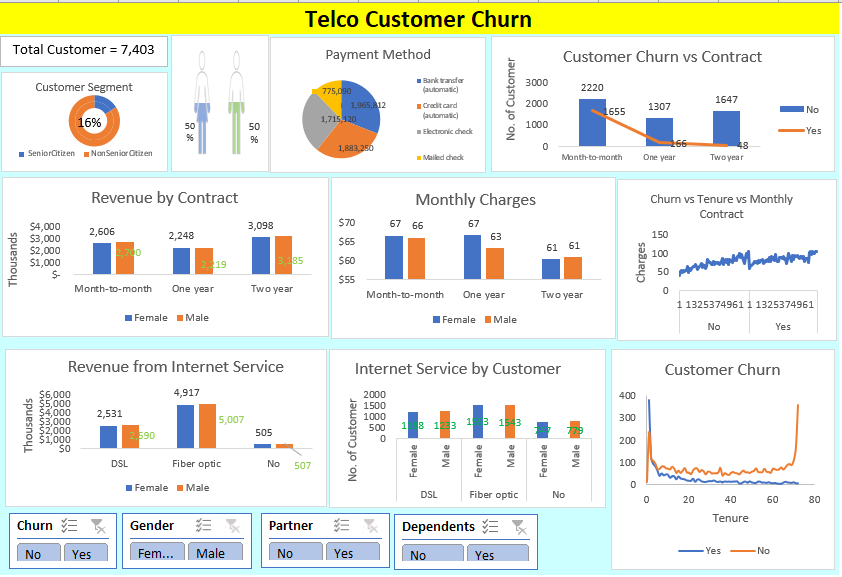 Telco Customer Churn
Total Customer = 7,403
Customer Segment
16%
SeniorCitizen NonSeniorCitizen
50
%
50
%
Payment Method
775,090
1,965,812
1,715,120
1,883,250
Bank transfer
(automatic)
Credit card
(automatic)
Electronic check
Mailed check
Customer Churn vs Contract
No. of Customer
3000
2000
1000
0
2220
1655
1307
266
1647
48
Month-to-month One year Two year
No
Yes
Revenue by Contract
Thousands
$4,000
$3,000
$2,000
$1,000
$-
2,606
2,700
2,248
2,219
3,098
3,185
Month-to-month One year Two year
Female Male
Monthly Charges
$70
$65
$60
$55
67 66
67
63
61 61
Month-to-month One year Two year
Female Male
Churn vs Tenure vs Monthly
Contract
Charges
150
100
50
0
1 1325374961 1 1325374961
No Yes
Revenue from Internet Service
Thousands
$6,000
$5,000
$4,000
$3,000
$2,000
$1,000
$0
2,531
2,590
4,917
5,007
505
507
DSL Fiber optic No
Female Male
Internet Service by Customer
No. of Customer
2000
1500
1000
500
0
1233
1543
779
Female Male Female Male Female Male
DSL Fiber optic No
Customer Churn
400
300
200
100
0
0 20 40 60 80
Tenure
Yes No
Churn
No Yes
Gender
Fem... Male
Partner
No Yes
Dependents
No Yes